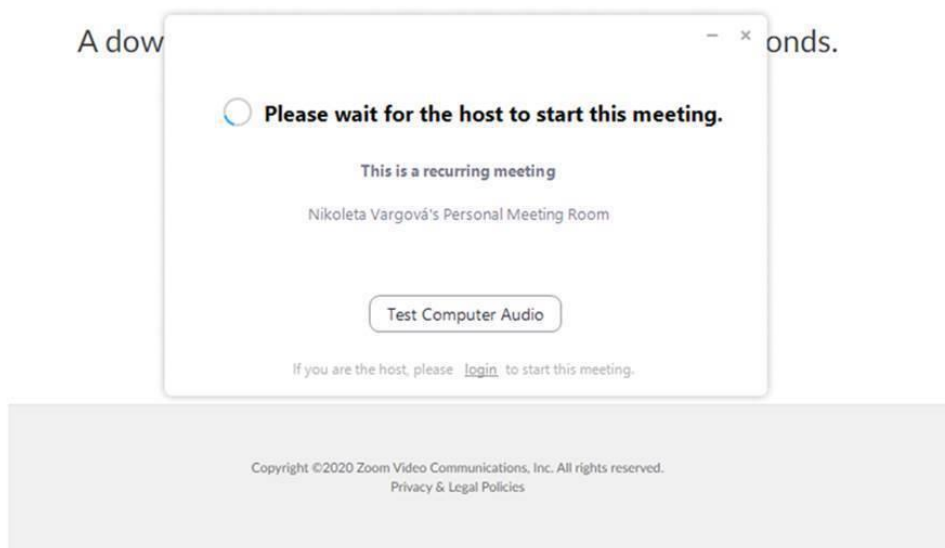 A dow onds.
Please wait for the host to start this meeting.
This is a recurring meeting
Nikoleta Vargová's Personal Meeting Room
Test Computer Audio
If you are the host, please login to start this meeting.
Copyright ©2020 Zoom Video Communications, Inc. All rights reserved.
Privacy & Legal Policies